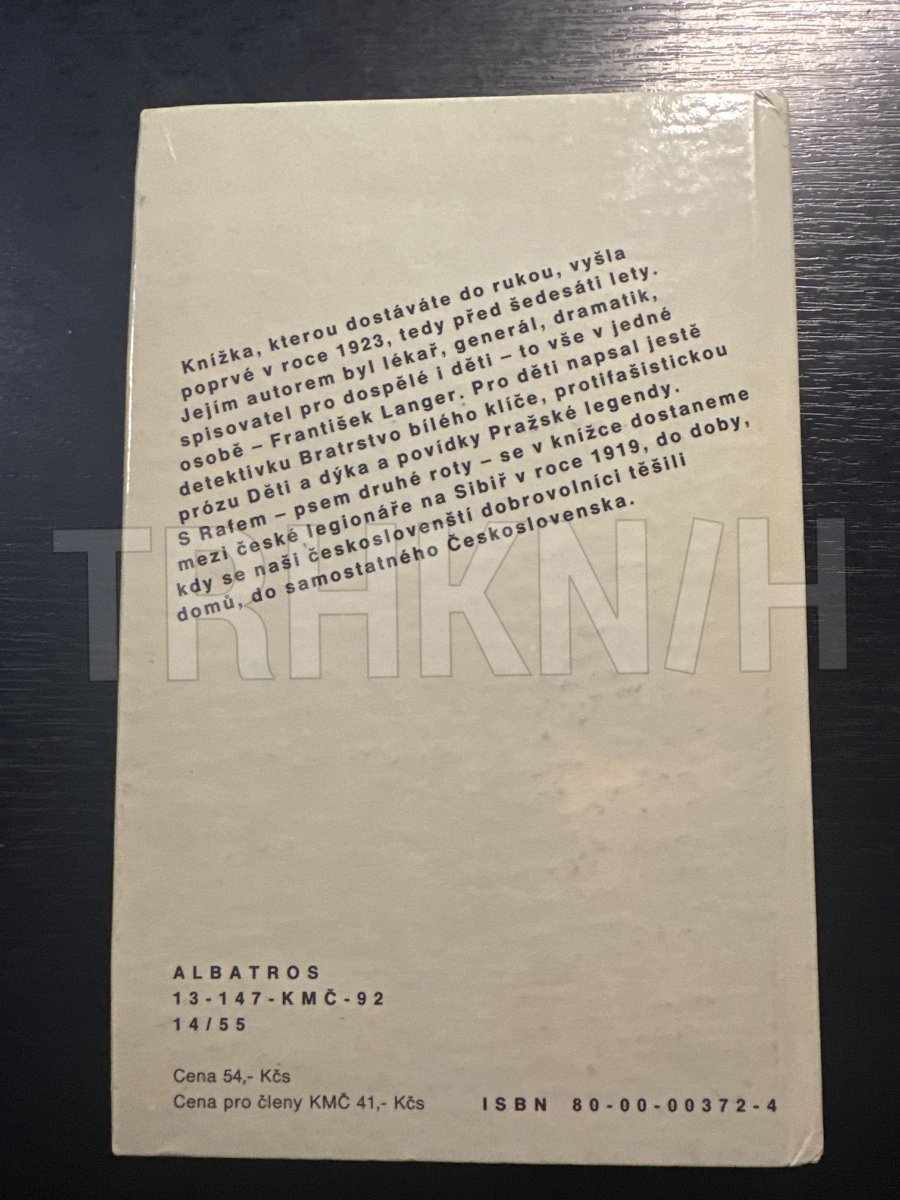 Knížka, kterou dostáváte do rukou, vyšla
poprvé v roce 1923, tedy před šedesáti lety.
Jejím autorem byl lékař, generál, dramatik,
spisovatel pro dospělé i děti – to vše v jedné
osobě – František Langer. Pro děti napsal jestě
detektivku Bratrstvo bílého klíče, protifašistickou
prózu Děti a dýka a povídky Pražské legendy.
S Rafem – psem druhé roty – se v knížce dostaneme
mezi české legionáře na Sibiř v roce 1919, do doby,
kdy se naši českoslovenští dobrovolníci těšili
domů, do samostatného Československa.
TRHKN/H
ALBATROS
13-147-KMČ-92
14/55
Cena 54,- Kčs
Cena pro členy KMČ 41,- Kčs
ISBN 80-00-00372-4